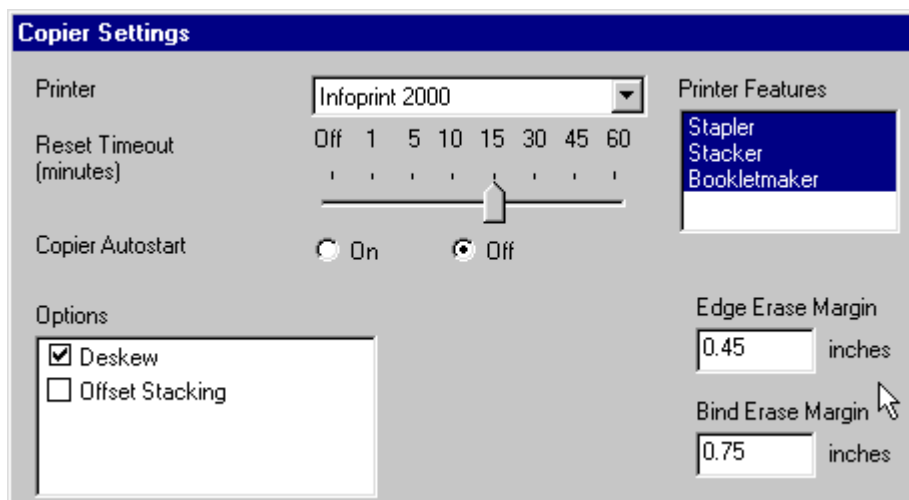 Copier Settings
Printer
Infoprint 2000
Printer Features
Stapler
Stacker
Bookletmaker
Reset Timeout
(minutes)
Off 1 5 10 15 30 45 60
Copier Autostart
On
Off
Options
Deskew
Offset Stacking
Edge Erase Margin
0.45 inches
Bind Erase Margin
0.75 inches